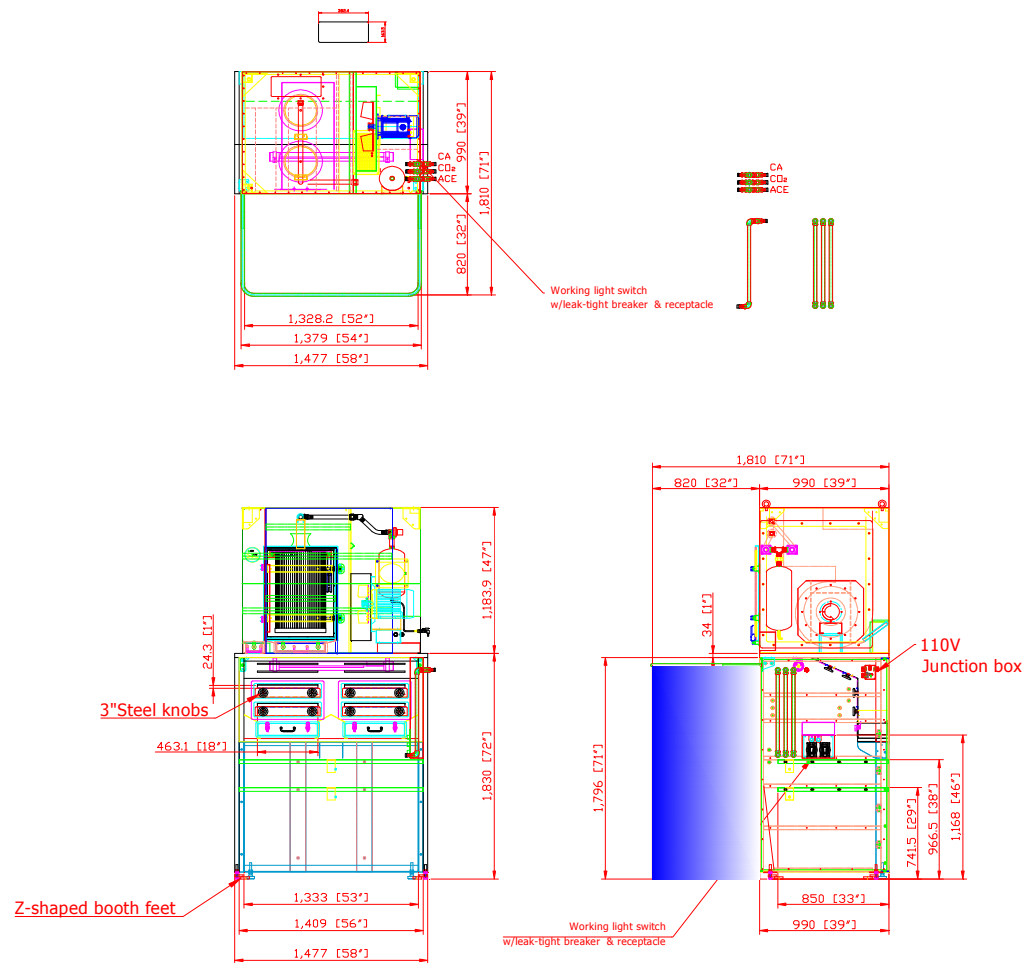 293.4
CA
CO₂
ACE
990 [39"]
1,810 [71"]
820 [32"]
CA
CO₂
ACE
Working light switch
w/leak-tight breaker & receptacle
1,328.2 [52"]
1,379 [54"]
1,477 [58"]
1,810 [71"]
820 [32"]
990 [39"]
1,183.9 [47"]
34 [1"]
24.3 [1"]
110V
Junction box
3"Steel knobs
463.1 [18"]
1,830 [72"]
1,796 [71"]
741.5 [29"]
966.5 [38"]
1,168 [46"]
Z-shaped booth feet
1,333 [53"]
1,409 [56"]
1,477 [58"]
850 [33"]
990 [39"]
Working light switch
w/leak-tight breaker & receptacle